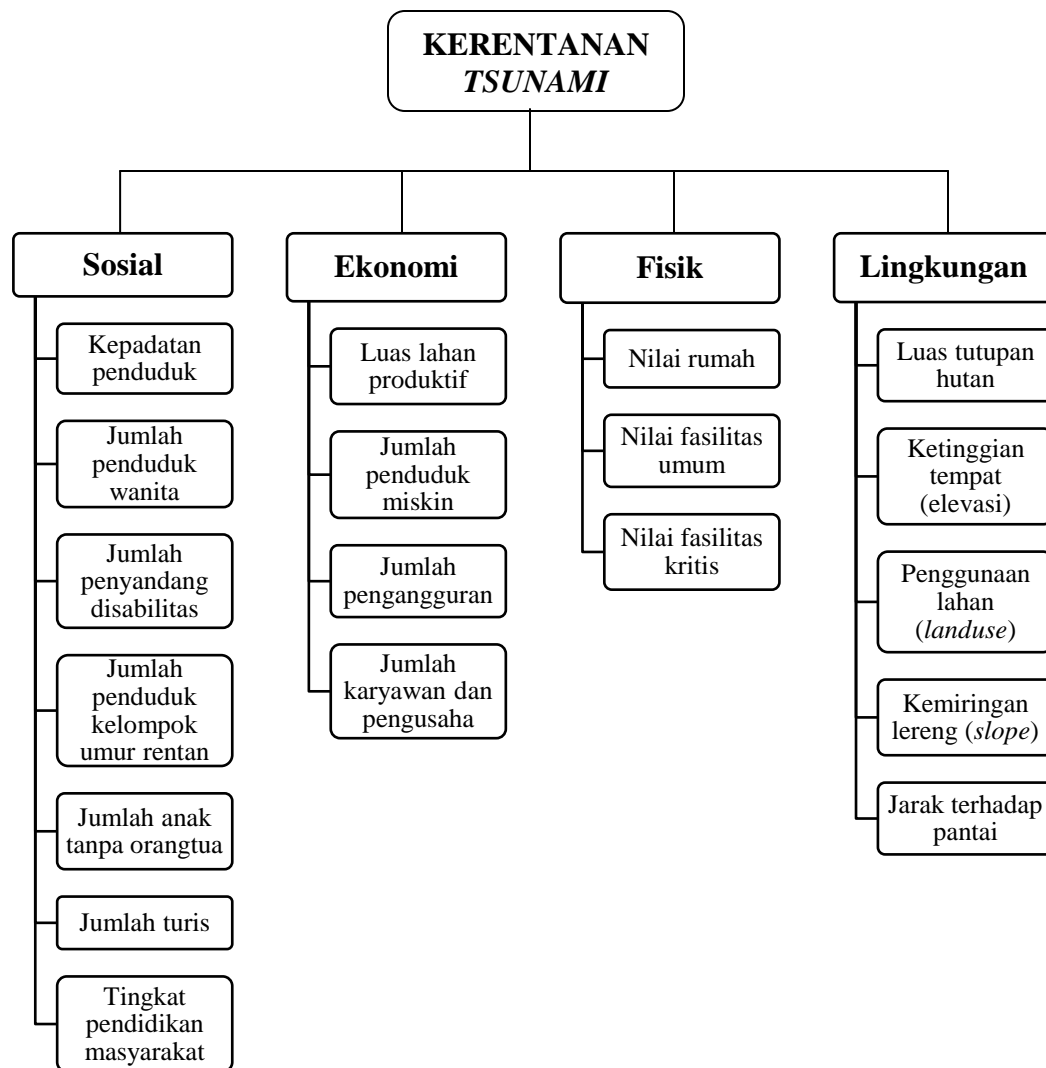 KERENTANAN
TSUNAMI
Sosial
Kepadatan
penduduk
Jumlah
penduduk
wanita
Jumlah
penyandang
disabilitas
Jumlah
penduduk
kelompok
umur rentan
Jumlah anak
tanpa orangtua
Jumlah turis
Tingkat
pendidikan
masyarakat
Ekonomi
Luas lahan
produktif
Jumlah
penduduk
miskin
Jumlah
pengangguran
Jumlah
karyawan dan
pengusaha
Fisik
Nilai rumah
Nilai fasilitas
umum
Nilai fasilitas
kritis
Lingkungan
Luas tutupan
hutan
Ketinggian
tempat
(elevasi)
Penggunaan
lahan
(landuse)
Kemiringan
lereng (slope)
Jarak terhadap
pantai